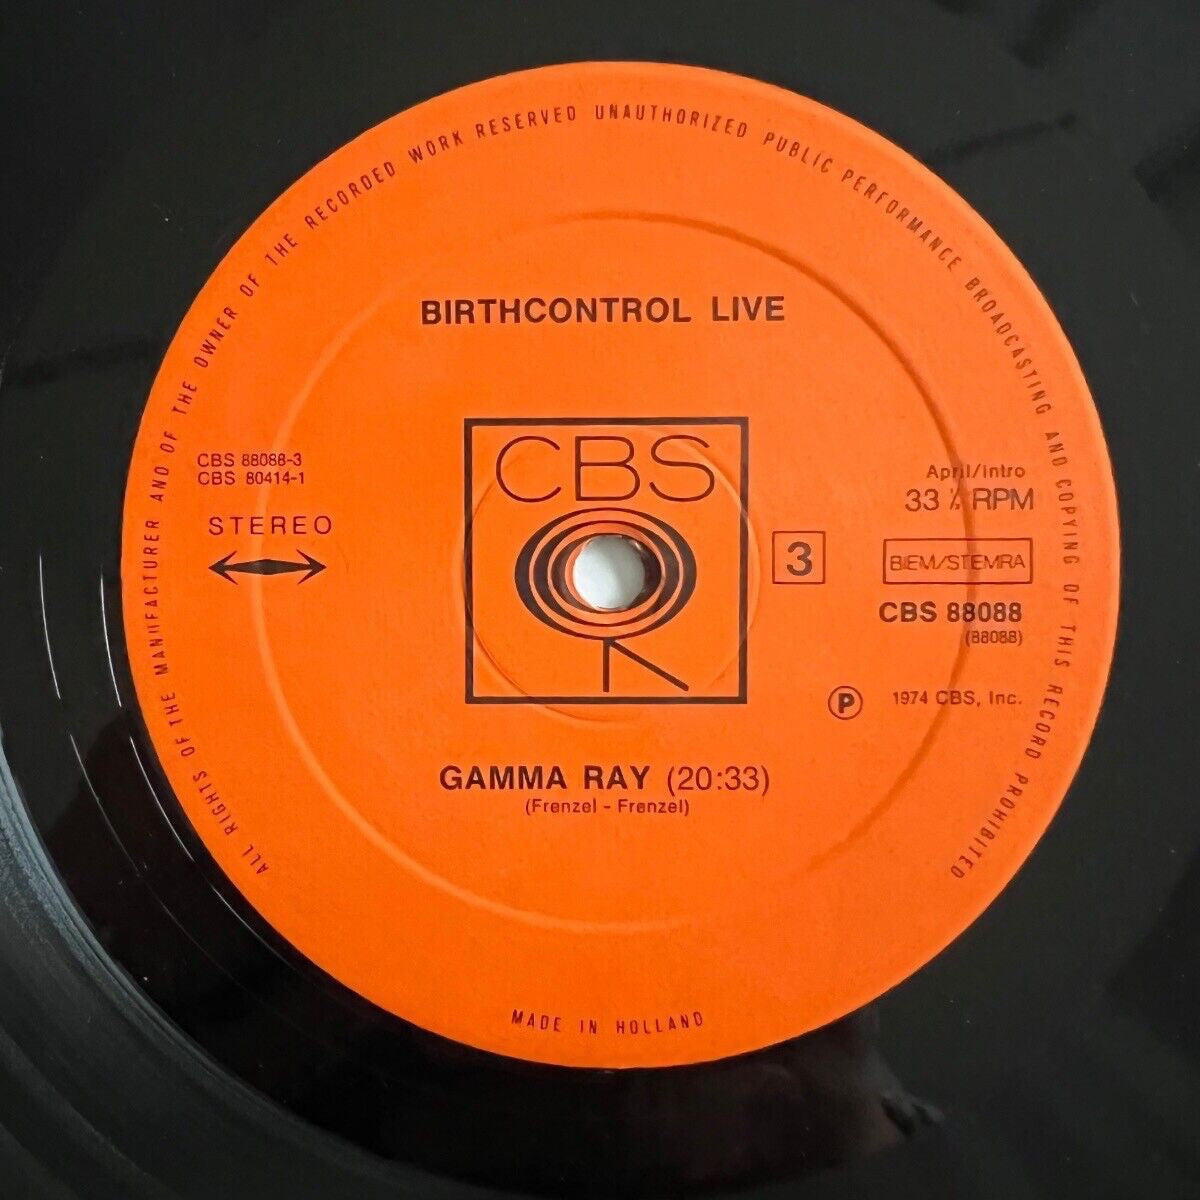 ALL RIGHTS OF THE MANUFACTURER AND OF THE OWNER OF THE RECORDED WORK RESERVED UNAUTHORIZED PUBLIC PERFORMANCE BROADCASTING AND COPYING OF THIS RECORD PROHIBITED
BIRTHCONTROL LIVE
CBS
CBS 88088-3
CBS 80414-1
STEREO
3
April/Intro
33 ⅓ RPM
BIEM/STEMRA
CBS 88088
(88088)
Ⓟ 1974 CBS, Inc.
GAMMA RAY (20:33)
(Frenzel - Frenzel)
MADE IN HOLLAND